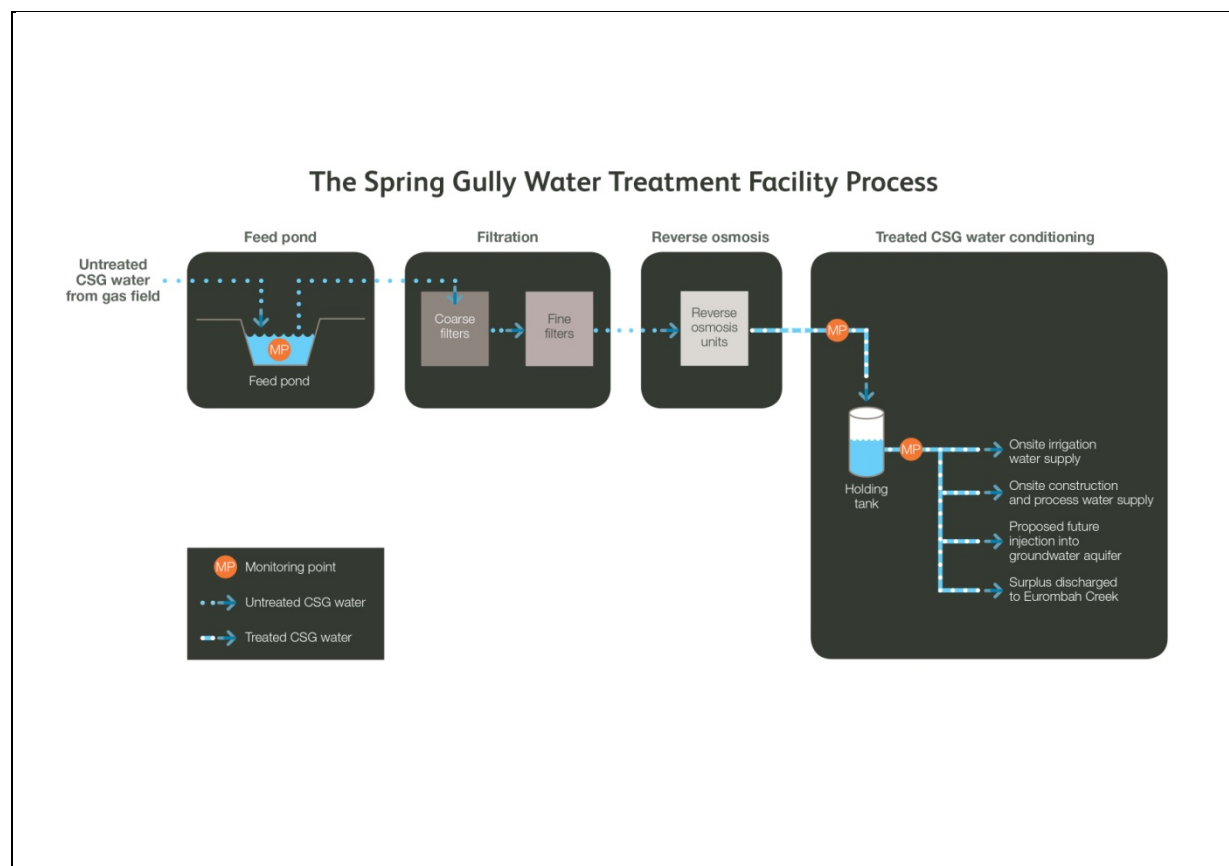 The Spring Gully Water Treatment Facility Process
Feed pond
Filtration
Reverse osmosis
Treated CSG water conditioning
Untreated
CSG water
from gas field
MP
Feed pond
Coarse
filters
Fine
filters
Reverse
osmosis
units
MP
Holding
tank
MP
Onsite irrigation
water supply
Onsite construction
and process water supply
Proposed future
injection into
groundwater aquifer
Surplus discharged
to Eurombah Creek
MP Monitoring point
Untreated CSG water
Treated CSG water